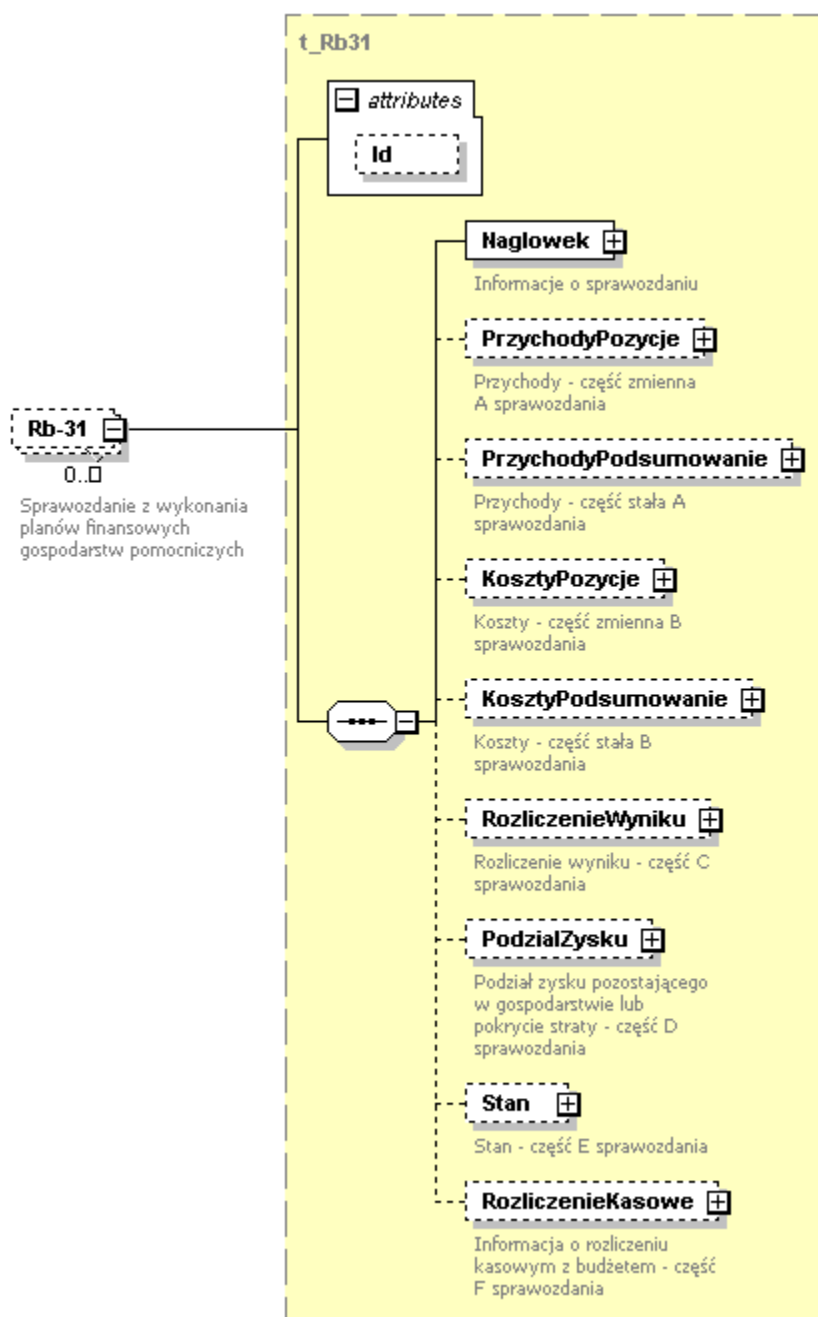 t_Rb31
attributes
Id
Naglowek
Informacje o sprawozdaniu
PrzychodyPozycje
Przychody - część zmienna
A sprawozdania
Rb-31
0..
PrzychodyPodsumowanie
Sprawozdanie z wykonania
planów finansowych
gospodarstw pomocniczych
Przychody - część stała A
sprawozdania
KosztyPozycje
Koszty - część zmienna B
sprawozdania
KosztyPodsumowanie
Koszty - część stała B
sprawozdania
RozliczenieWyniku
Rozliczenie wyniku - część C
sprawozdania
PodzialZysku
Podział zysku pozostającego
w gospodarstwie lub
pokrycie straty - część D
sprawozdania
Stan
Stan - część E sprawozdania
RozliczenieKasowe
Informacja o rozliczeniu
kasowym z budżetem - część
F sprawozdania